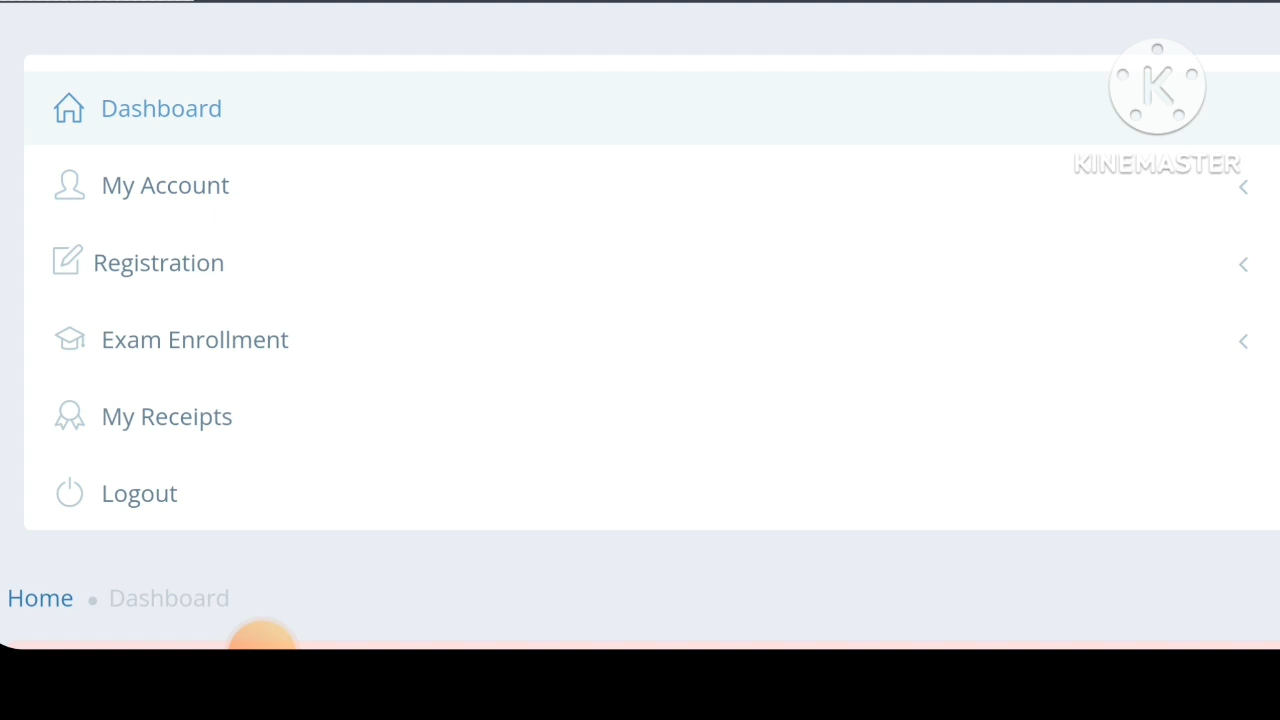 Dashboard
KINEMASTER
My Account
Registration
Exam Enrollment
My Receipts
Logout
Home • Dashboard